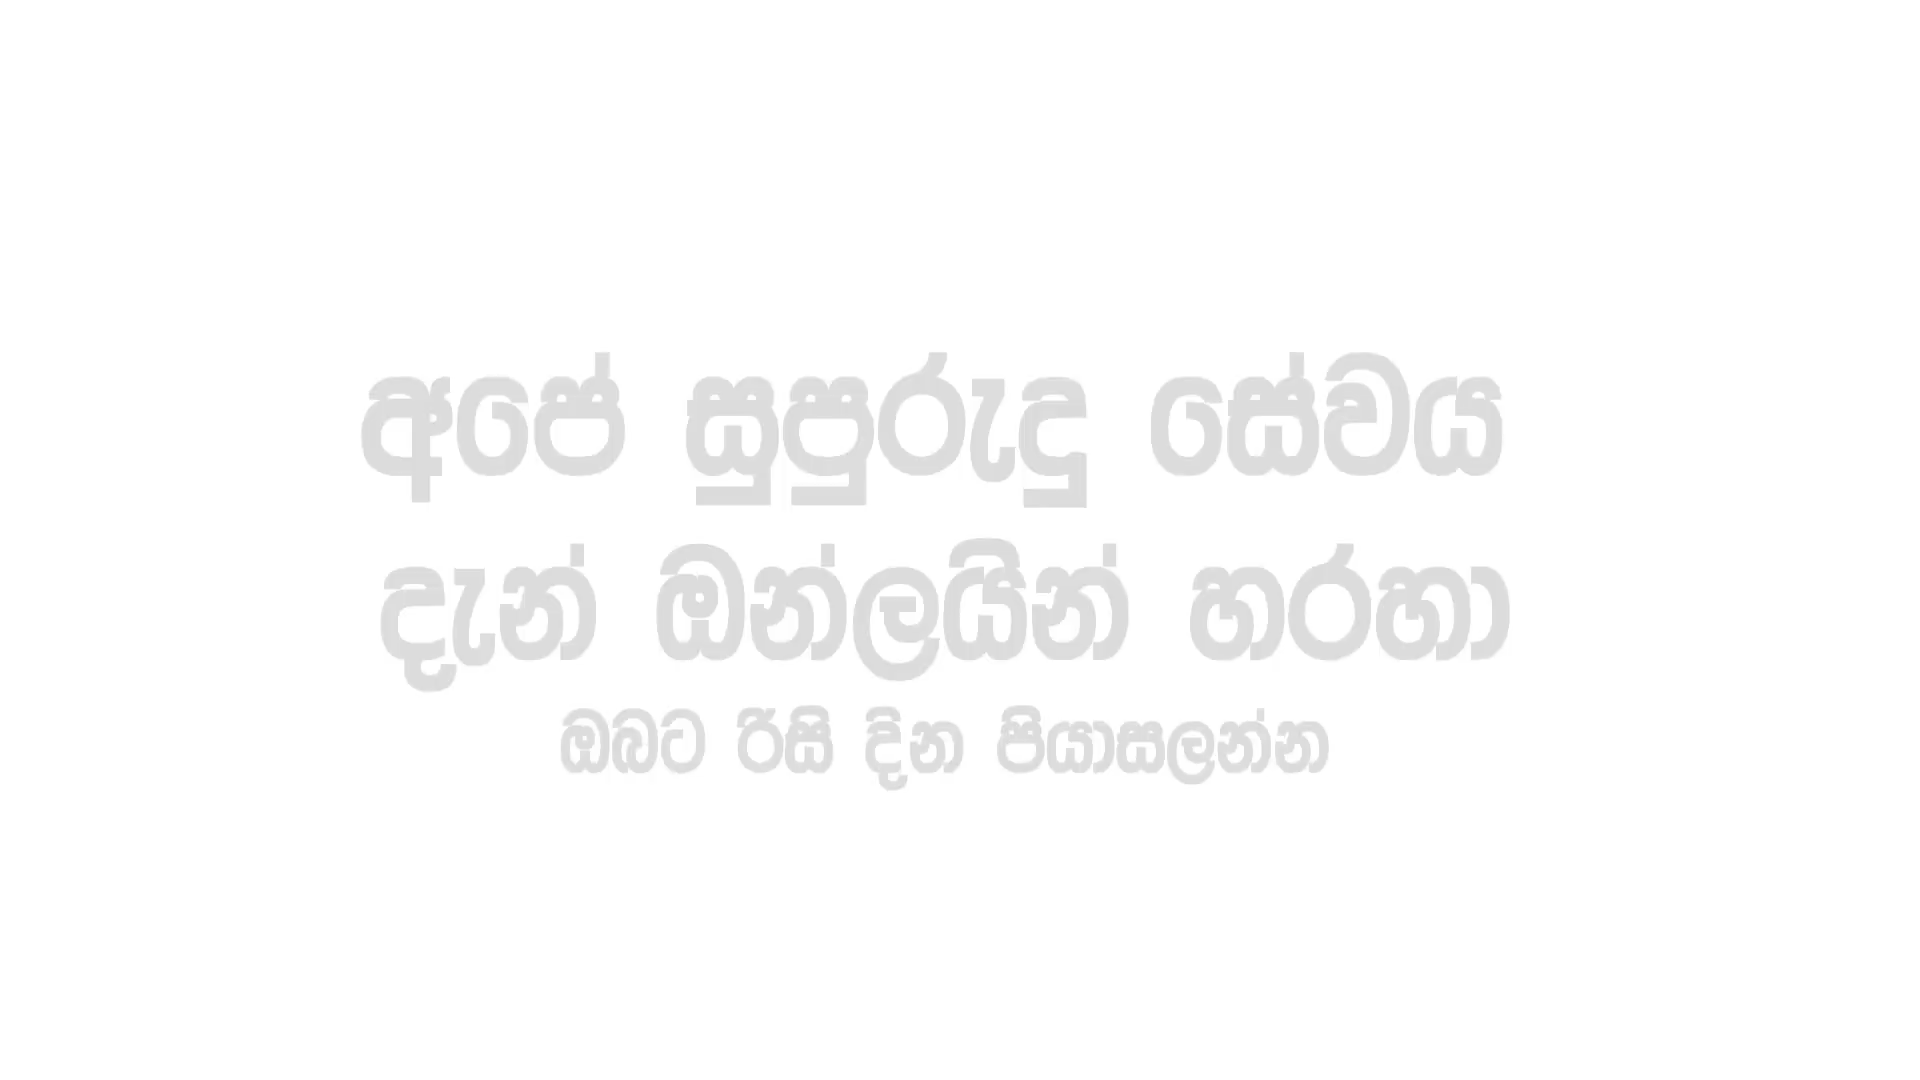 අපේ සුපුරුදු සේවය
දැන් ඔන්ලයින් හරහා
ඔබට රිසි දින පියාසලන්න